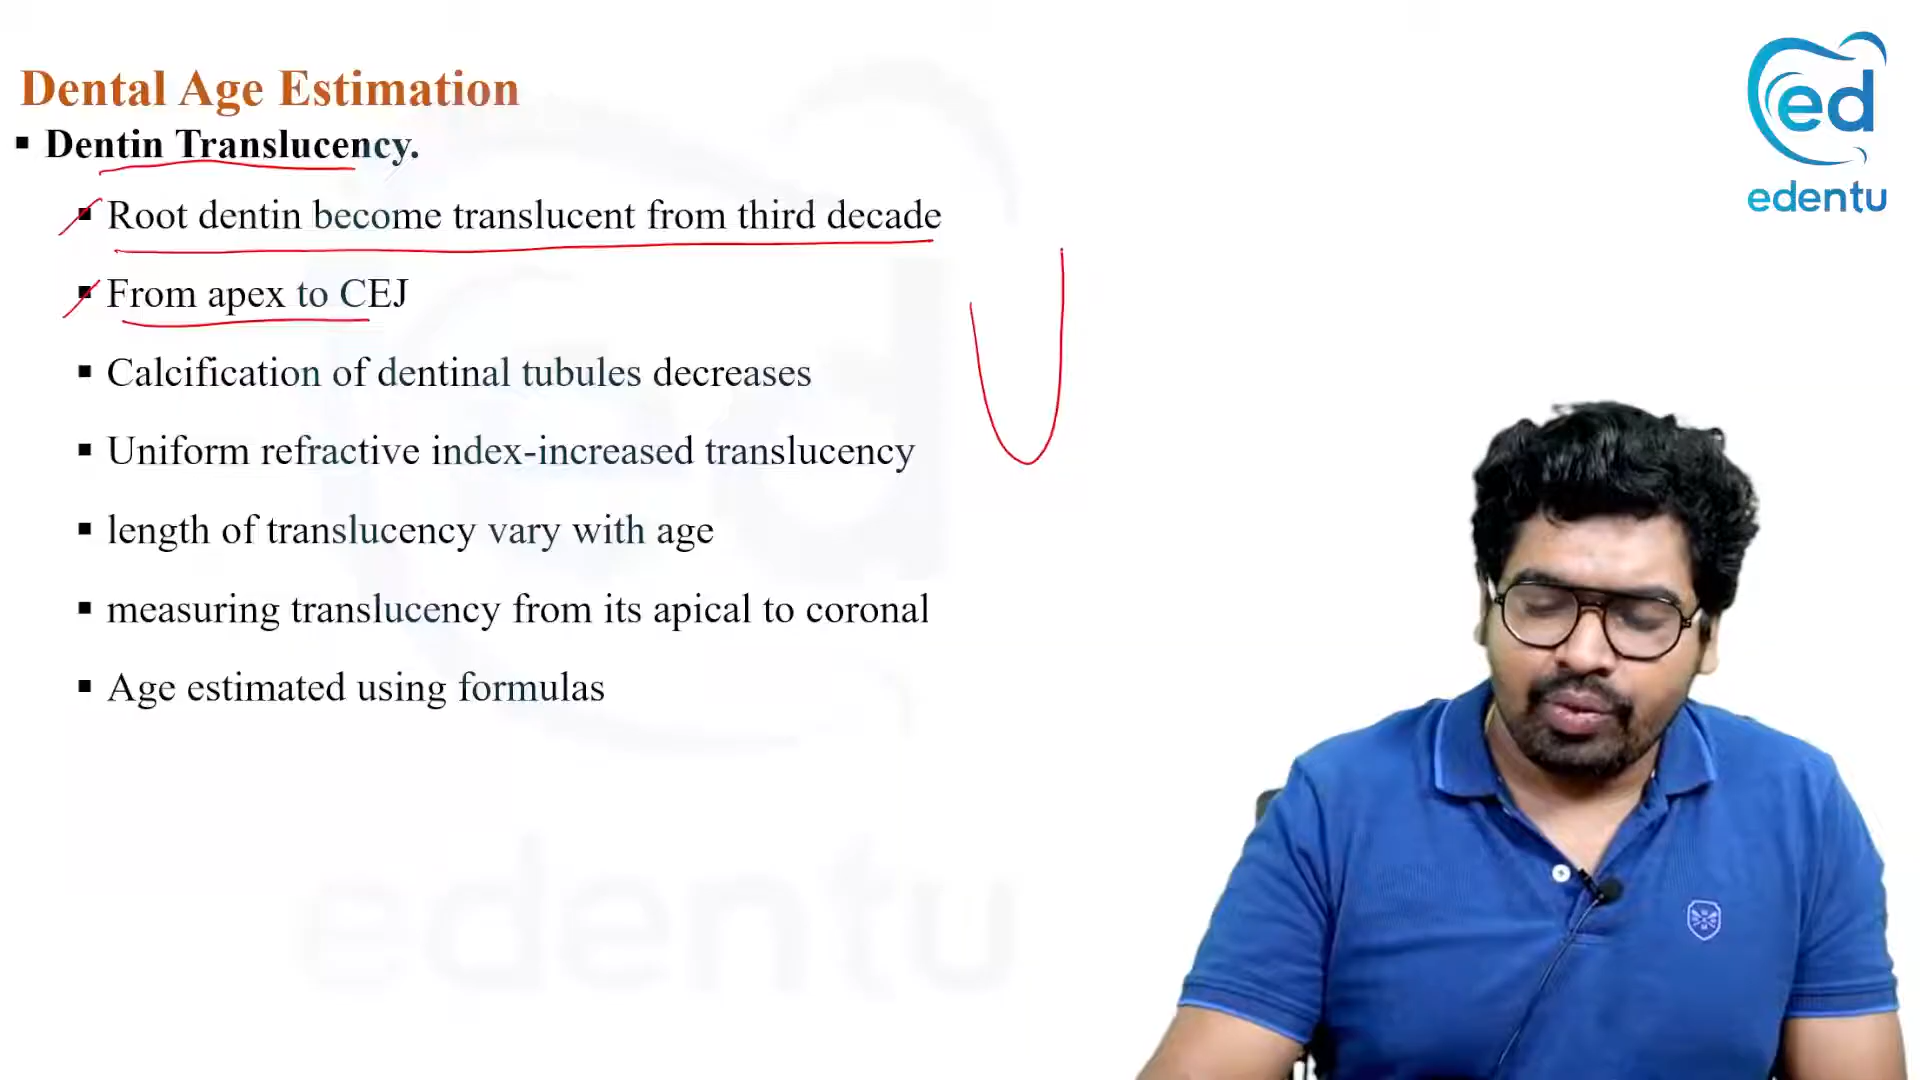 Dental Age Estimation
▪ Dentin Translucency.
▪ Root dentin become translucent from third decade
▪ From apex to CEJ
▪ Calcification of dentinal tubules decreases
▪ Uniform refractive index-increased translucency
▪ length of translucency vary with age
▪ measuring translucency from its apical to coronal
▪ Age estimated using formulas
ed
edentu
ed
edentu